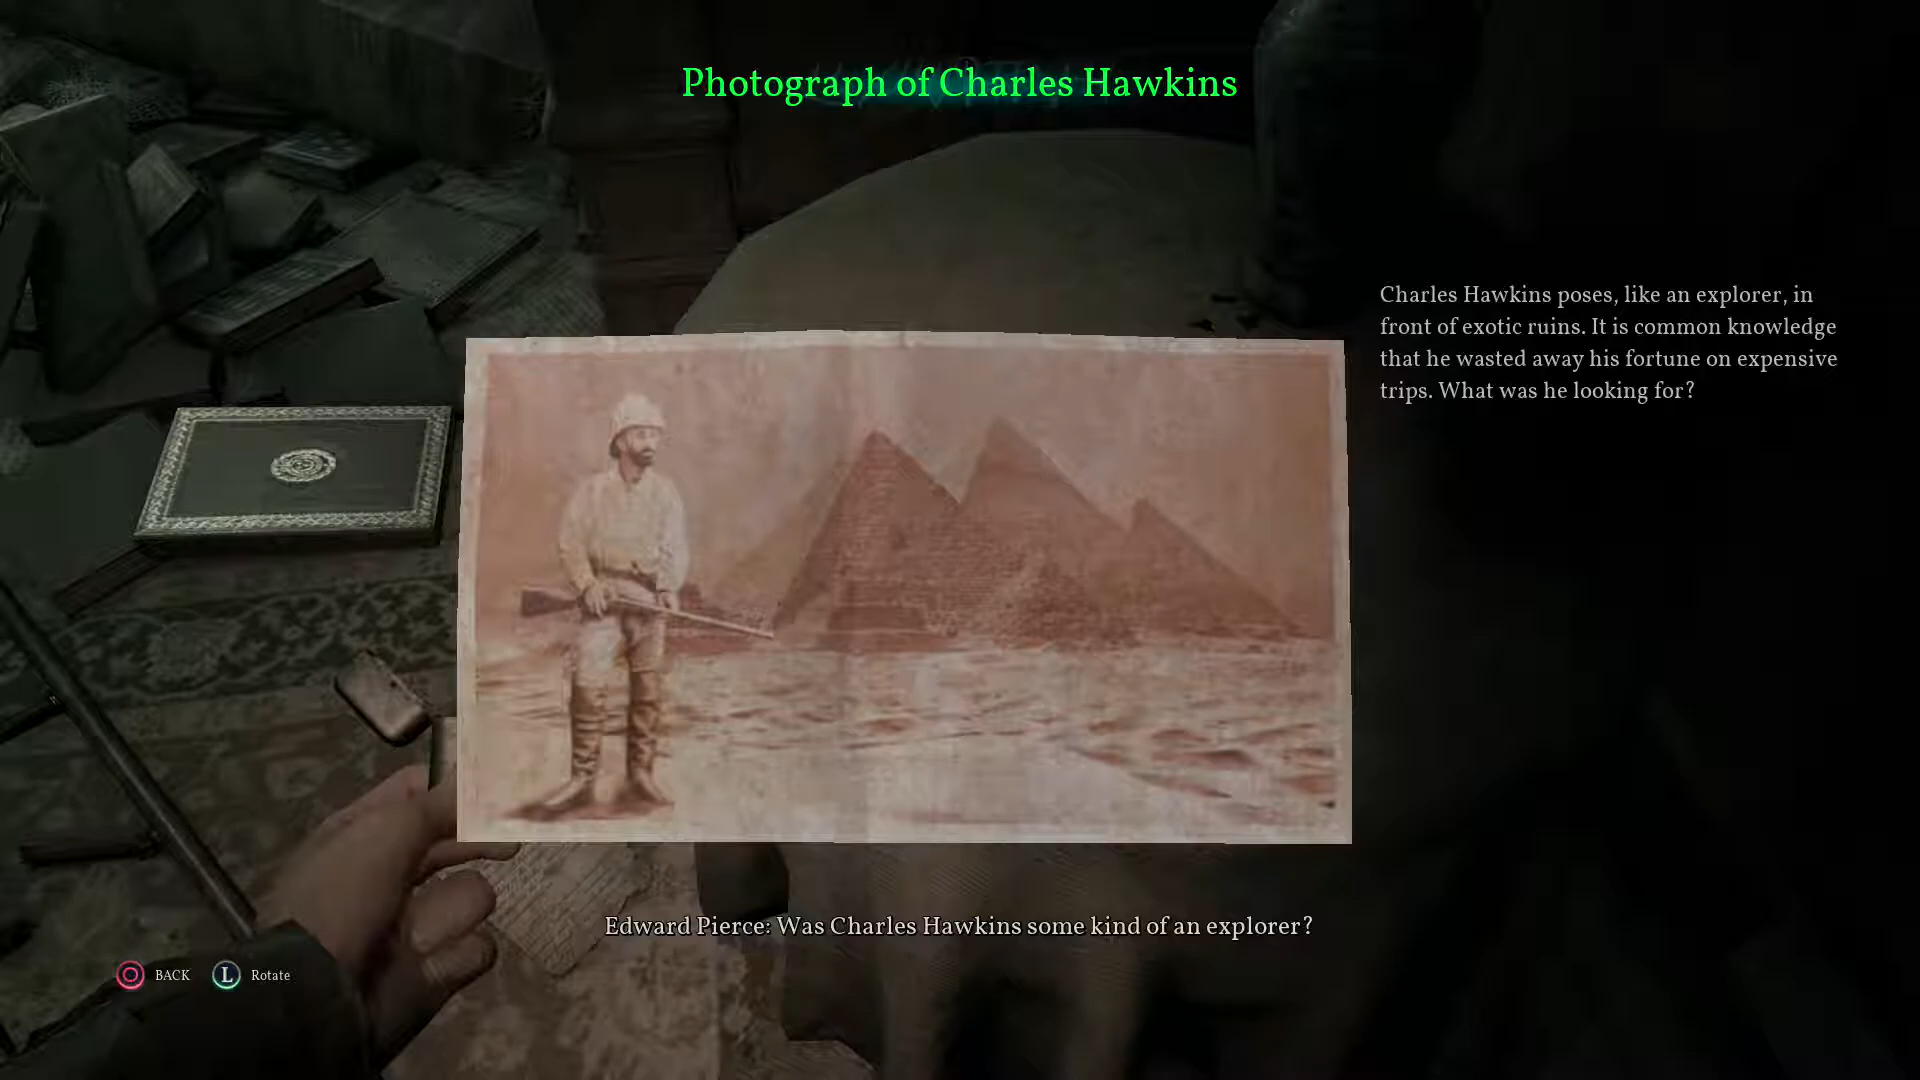 Photograph of Charles Hawkins
Charles Hawkins poses, like an explorer, in
front of exotic ruins. It is common knowledge
that he wasted away his fortune on expensive
trips. What was he looking for?
Edward Pierce: Was Charles Hawkins some kind of an explorer?
BACK L Rotate